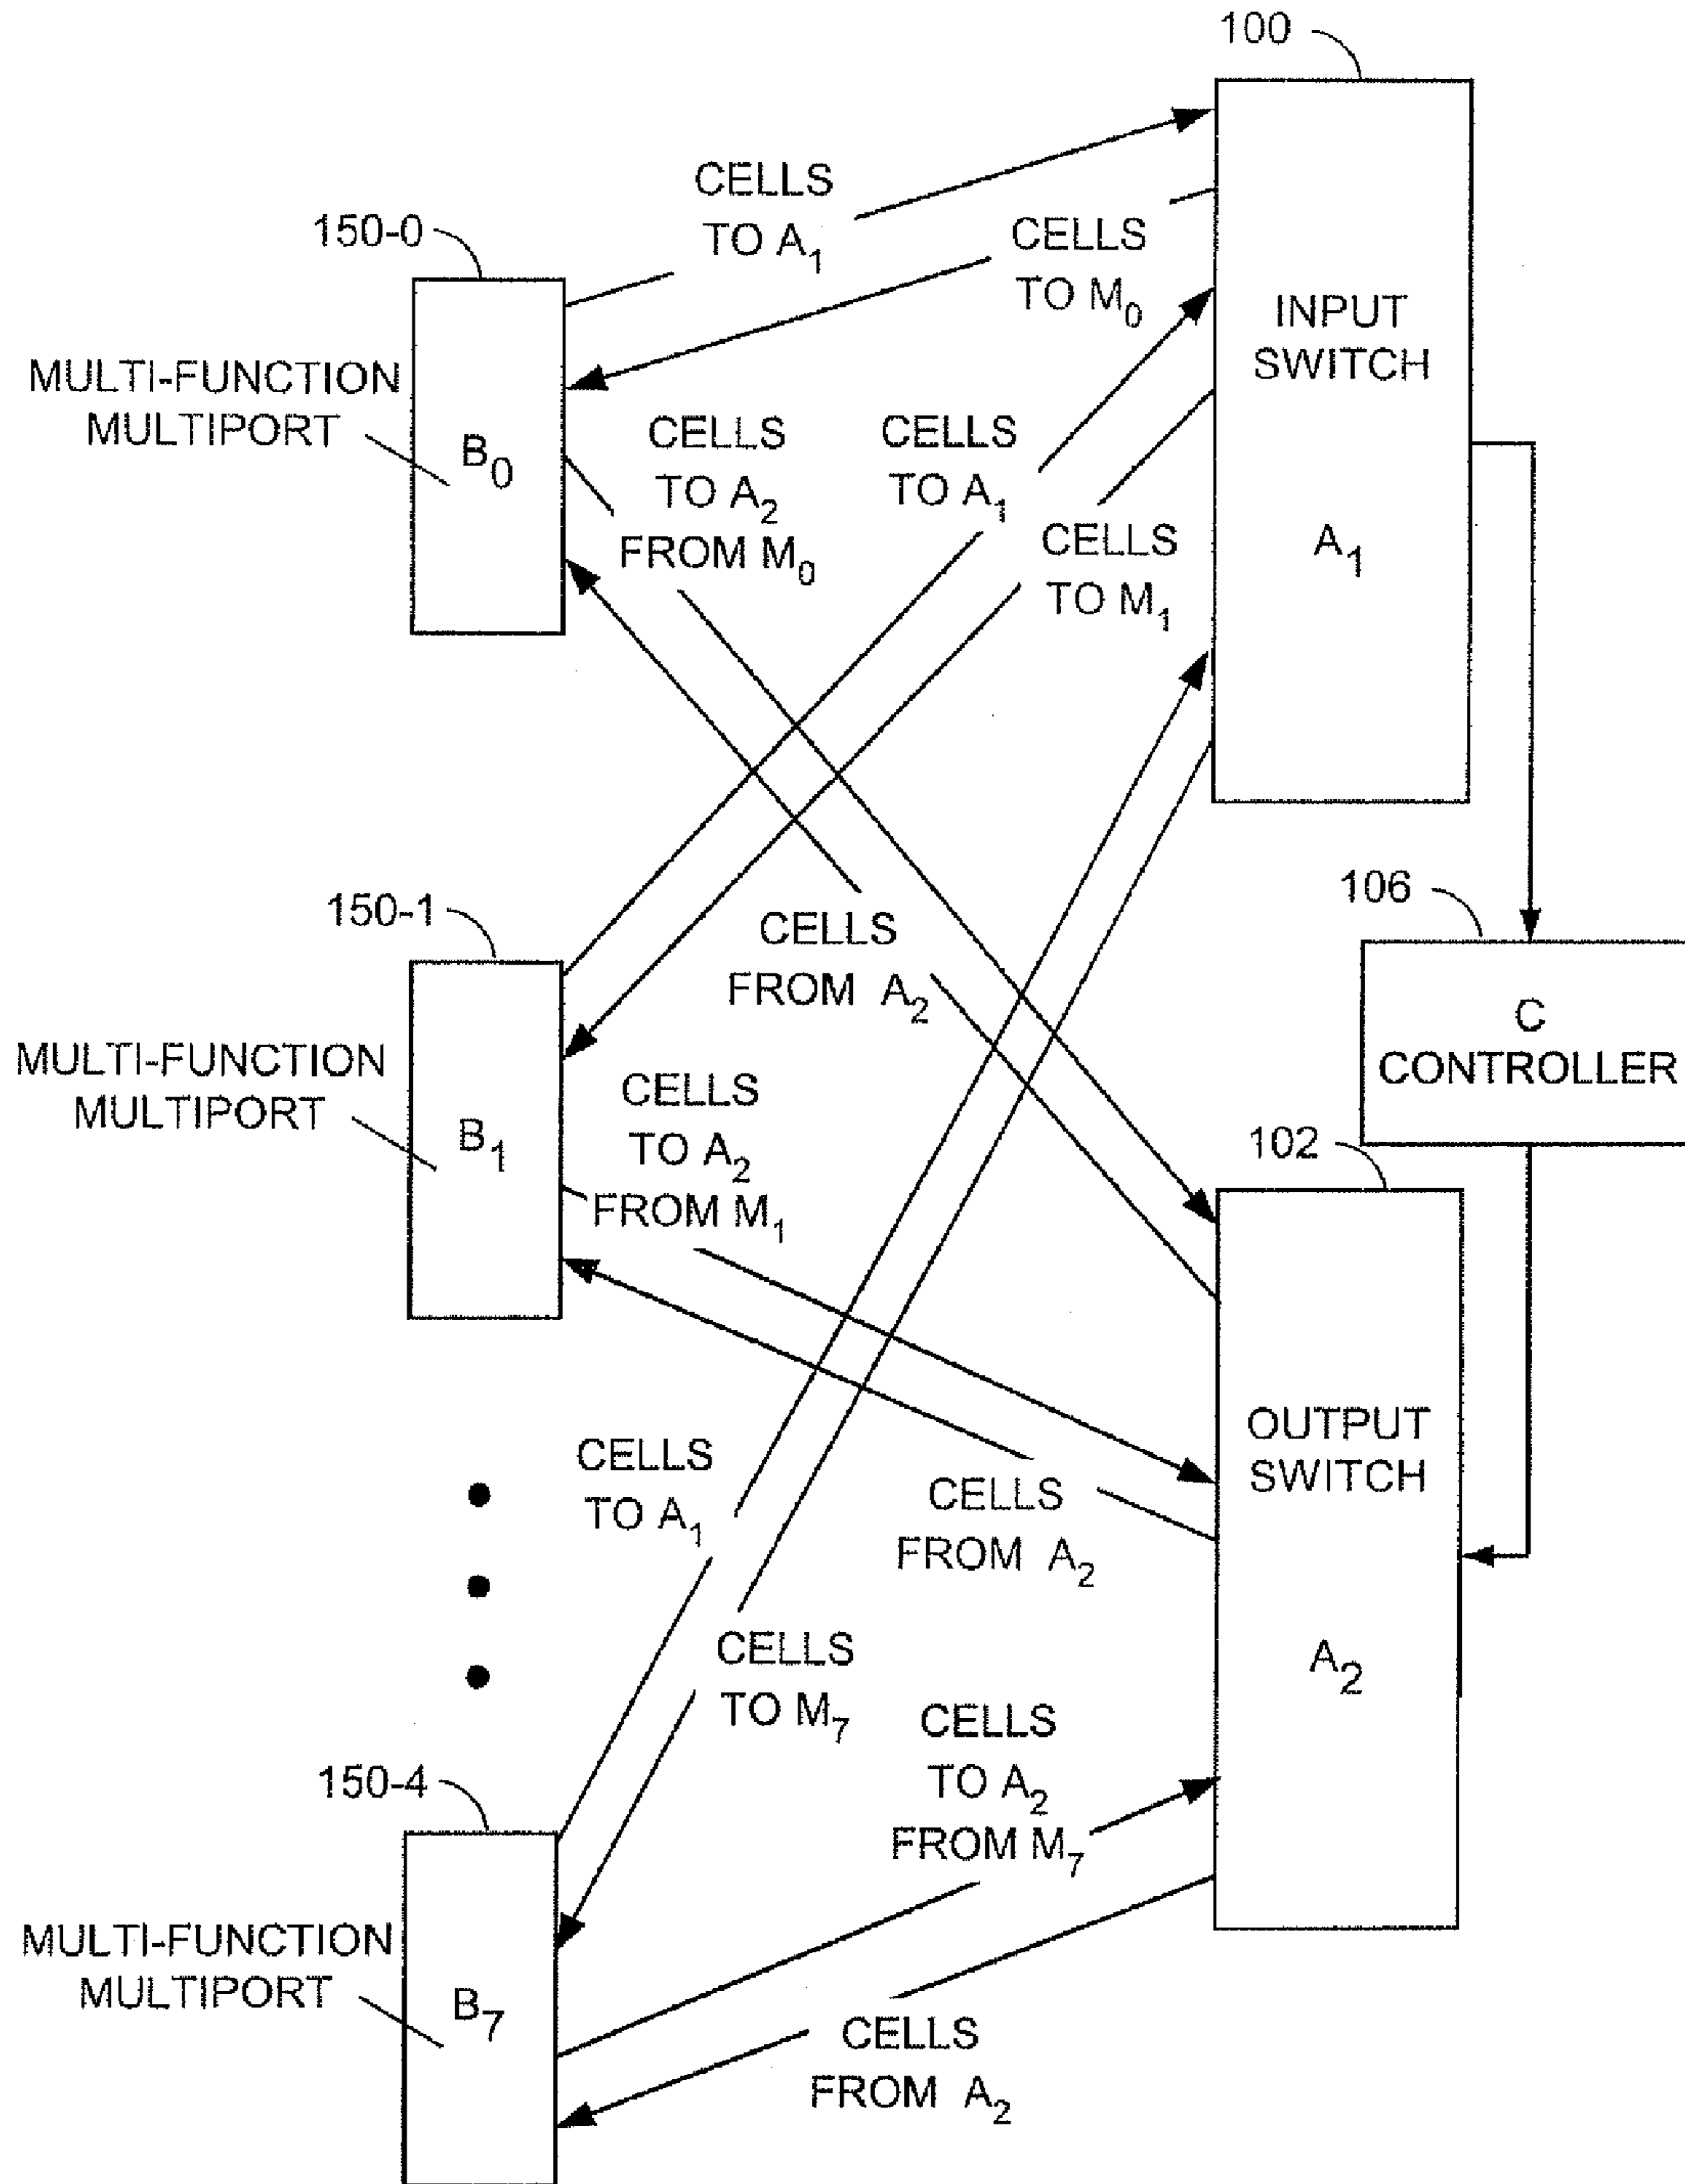 100
CELLS
TO A₁
150-0
CELLS
TO M₀
INPUT
SWITCH
A₁
MULTI-FUNCTION
MULTIPORT
B₀
CELLS
TO A₂
FROM M₀
CELLS
TO A₁
CELLS
TO M₁
150-1
CELLS
FROM A₂
106
C
CONTROLLER
MULTI-FUNCTION
MULTIPORT
B₁
CELLS
TO A₂
FROM M₁
102
OUTPUT
SWITCH
A₂
CELLS
TO A₁
CELLS
FROM A₂
CELLS
TO M₇
CELLS
TO A₂
FROM M₇
150-4
MULTI-FUNCTION
MULTIPORT
B₇
CELLS
FROM A₂